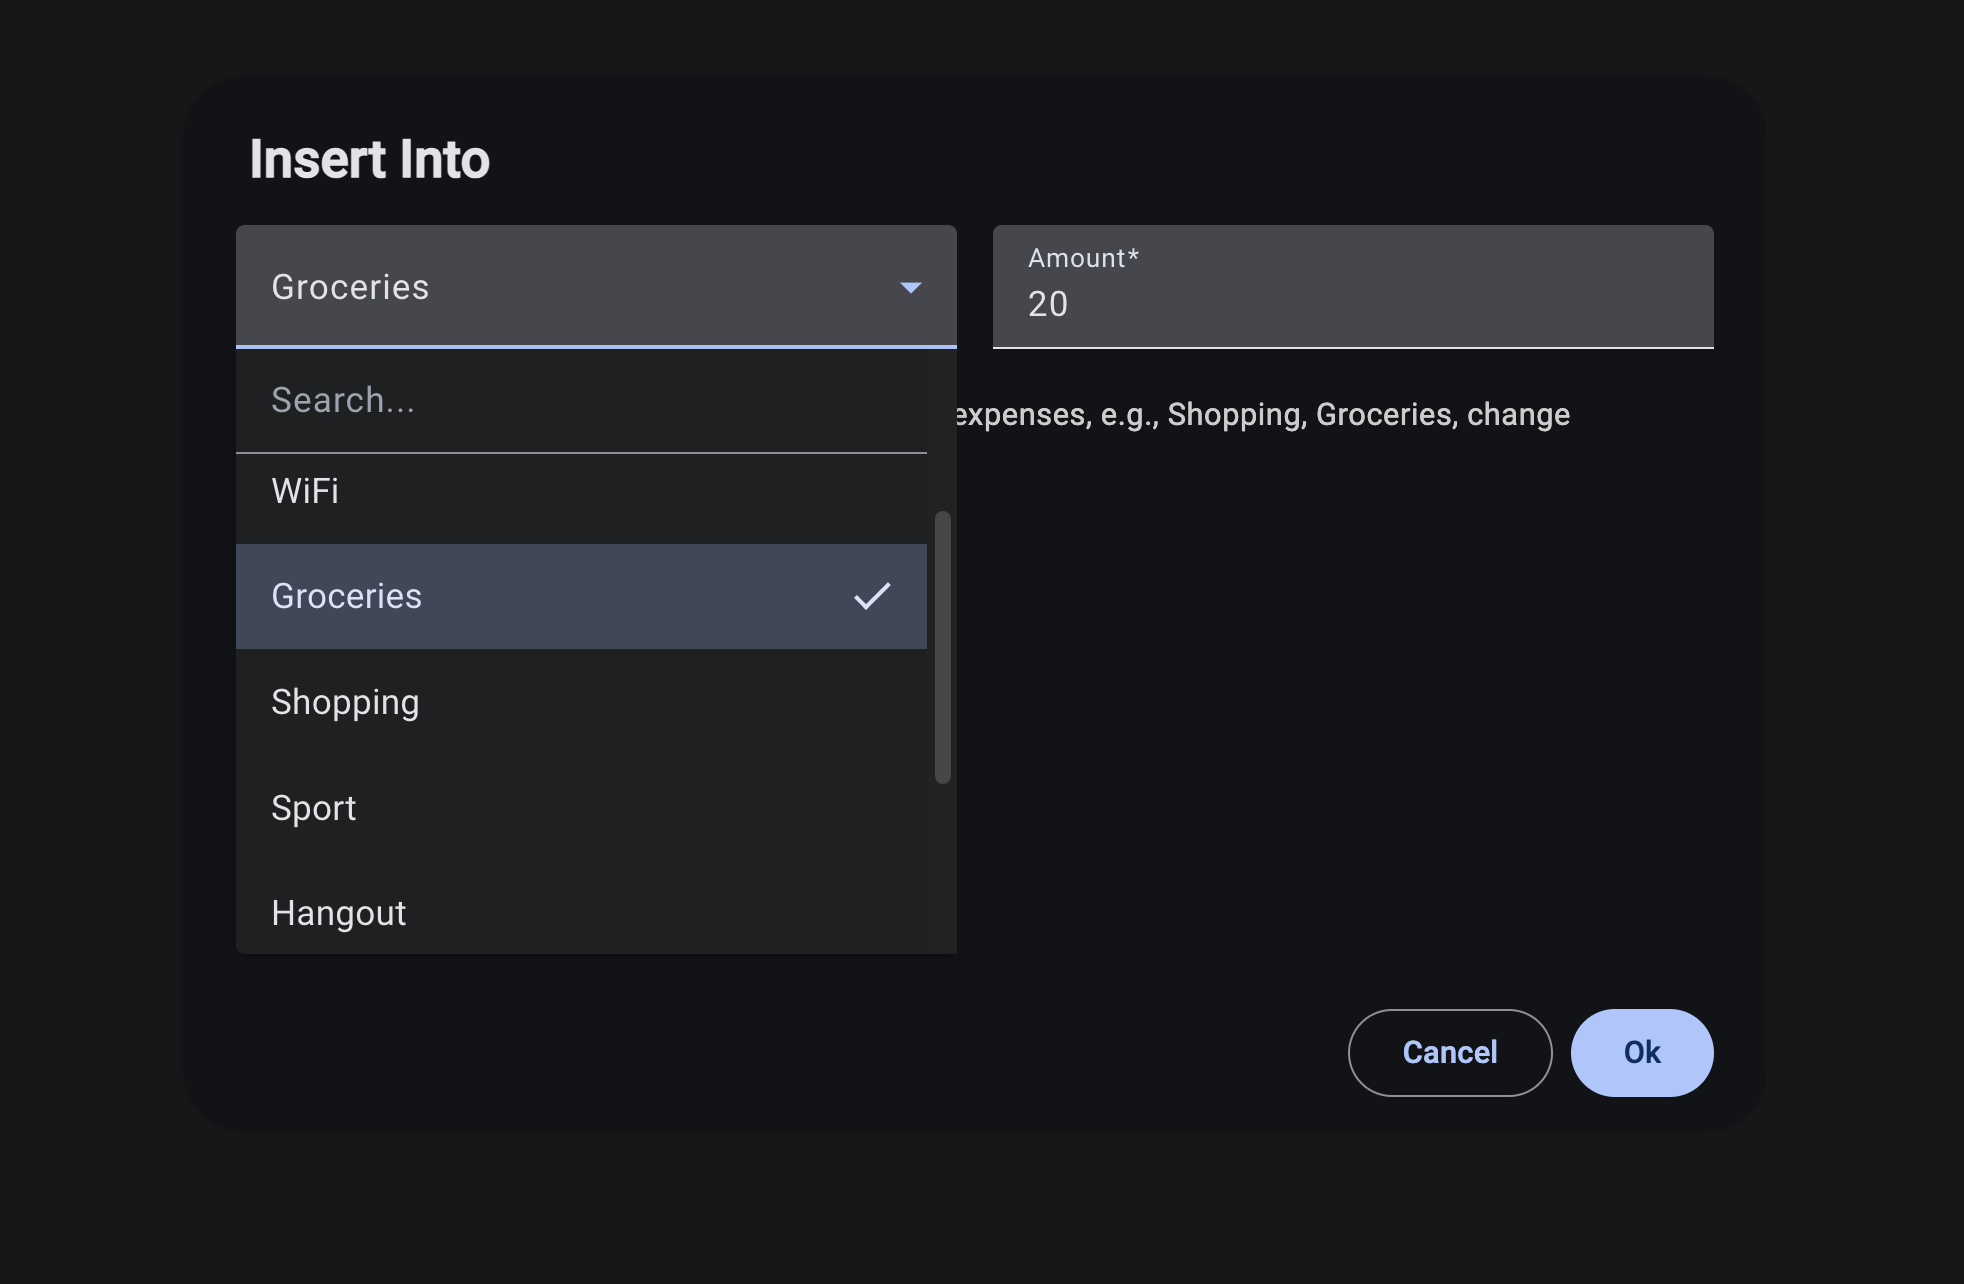 Insert Into
Groceries
Amount*
20
Search...
expenses, e.g., Shopping, Groceries, change
WiFi
Groceries
Shopping
Sport
Hangout
Cancel
Ok